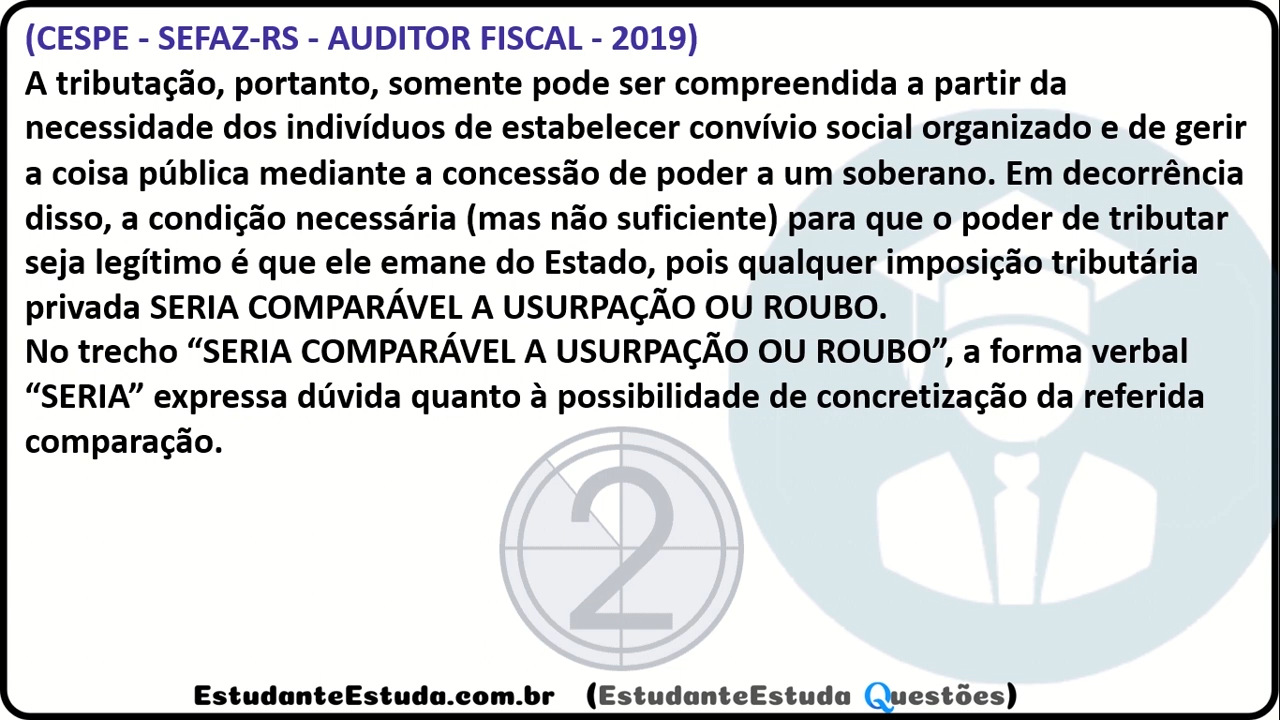 (CESPE - SEFAZ-RS - AUDITOR FISCAL - 2019)
A tributação, portanto, somente pode ser compreendida a partir da
necessidade dos indivíduos de estabelecer convívio social organizado e de gerir
a coisa pública mediante a concessão de poder a um soberano. Em decorrência
disso, a condição necessária (mas não suficiente) para que o poder de tributar
seja legítimo é que ele emane do Estado, pois qualquer imposição tributária
privada SERIA COMPARÁVEL A USURPAÇÃO OU ROUBO.
No trecho “SERIA COMPARÁVEL A USURPAÇÃO OU ROUBO”, a forma verbal
“SERIA” expressa dúvida quanto à possibilidade de concretização da referida
comparação.
2
EstudanteEstuda.com.br (EstudanteEstuda Questões)